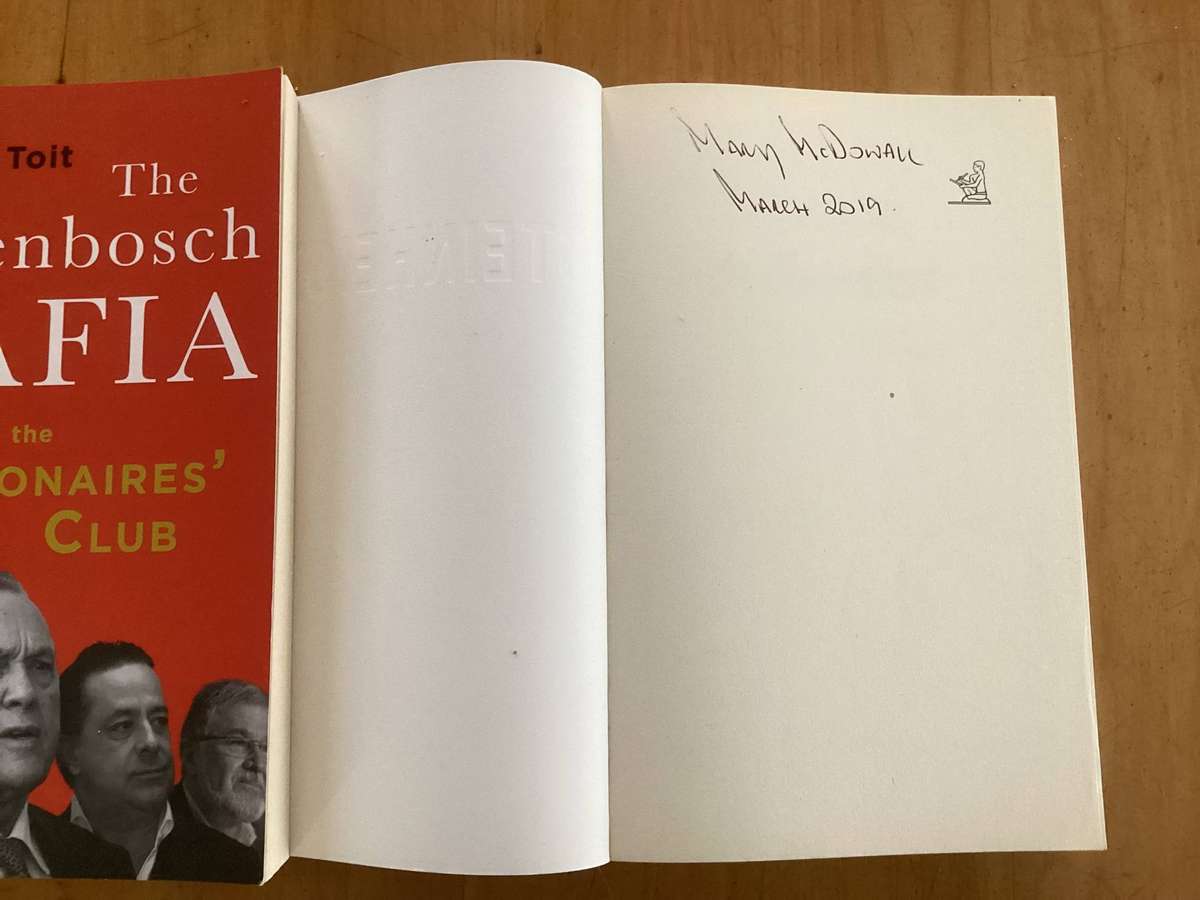 Toit
The
enbosch
AFIA
the
ONAIRES'
CLUB
Mary McDowall
MARCH 2019.